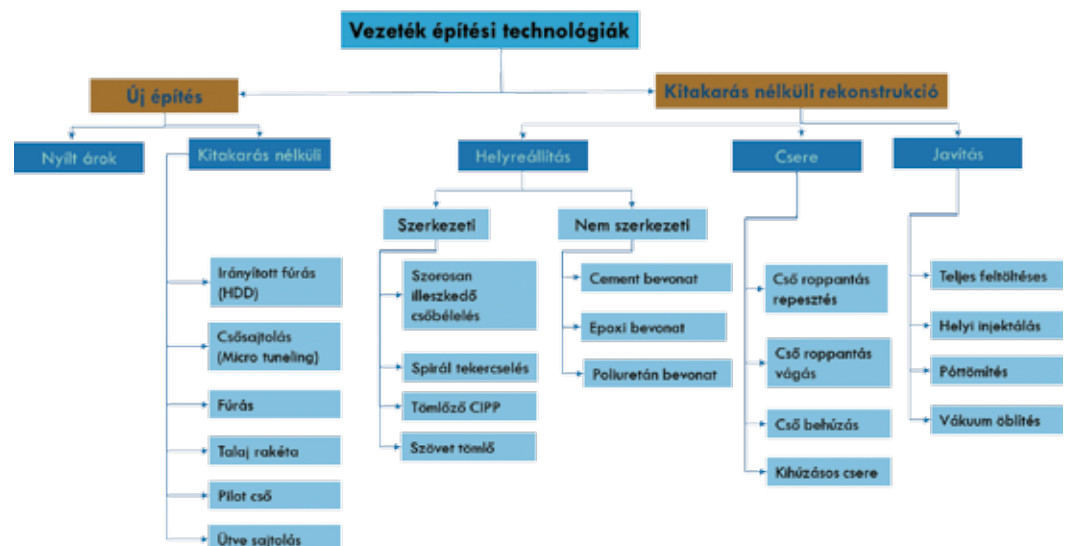 Vezeték építési technológiák
Új építés
Kitakarás nélküli rekonstrukció
Nyílt árok
Kitakarás nélküli
Helyreállítás
Csere
Javítás
Szerkezeti
Nem szerkezeti
Irányított fúrás
(HDD)
Csősajtolás
(Micro tuneling)
Fúrás
Talaj rakéta
Pilot cső
Ütve sajtolás
Szorosan
illeszkedő
csőbélelés
Spirál tekercselés
Tömlőző CIPP
Szövet tömlő
Cement bevonat
Epoxi bevonat
Poliuretán bevonat
Cső roppantás
repesztés
Cső roppantás
vágás
Cső behúzás
Kihúzásos csere
Teljes feltöltéses
Helyi injektálás
Póttömítés
Vákuum öblítés